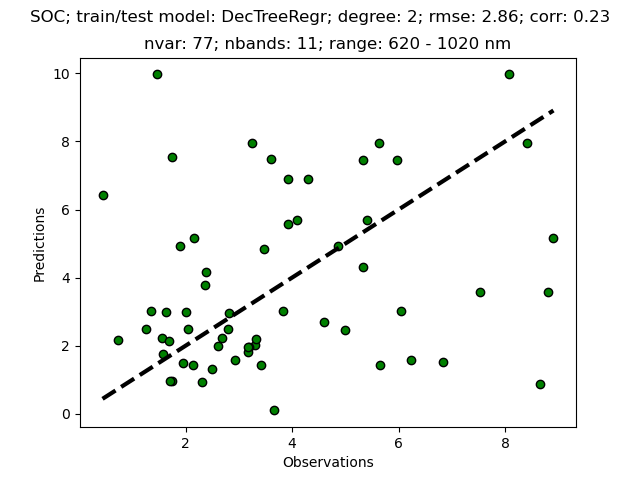 SOC; train/test model: DecTreeRegr; degree: 2; rmse: 2.86; corr: 0.23
nvar: 77; nbands: 11; range: 620 - 1020 nm
10
8
6
4
2
0
Predictions
2 4 6 8
Observations